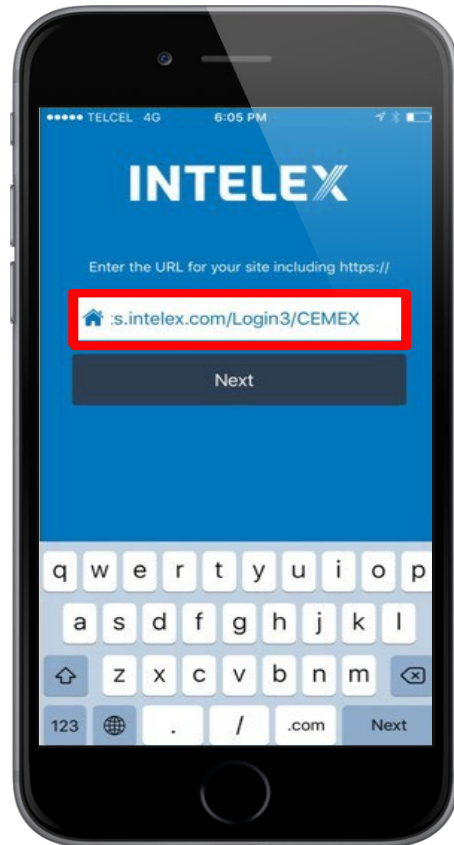 TELCEL 4G 6:05 PM
INTELEX
Enter the URL for your site including https://
:s.intelex.com/Login3/CEMEX
Next
q w e r t y u i o p
a s d f g h j k l
z x c v b n m
123 . / .com Next